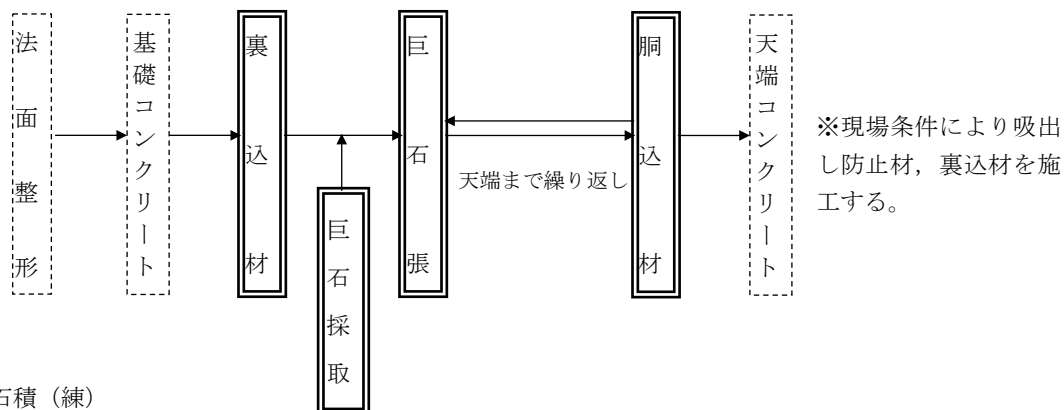 法面整形
基礎コンクリート
裏込材
巨石採取
巨石張
天端まで繰り返し
胴込材
天端コンクリート
※現場条件により吸出
し防止材，裏込材を施
工する。
石積（練）